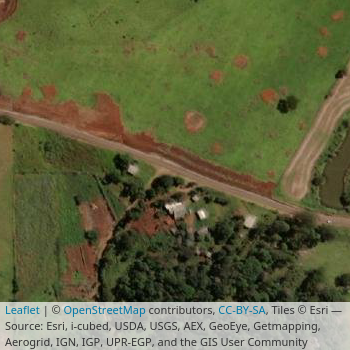 Leaflet | © OpenStreetMap contributors, CC-BY-SA, Tiles © Esri —
Source: Esri, i-cubed, USDA, USGS, AEX, GeoEye, Getmapping,
Aerogrid, IGN, IGP, UPR-EGP, and the GIS User Community